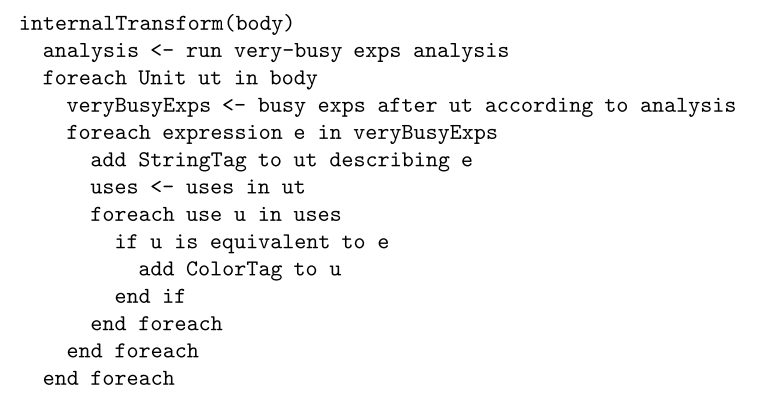 internalTransform(body)
  analysis <- run very-busy exps analysis
  foreach Unit ut in body
    veryBusyExps <- busy exps after ut according to analysis
    foreach expression e in veryBusyExps
      add StringTag to ut describing e
      uses <- uses in ut
      foreach use u in uses
        if u is equivalent to e
          add ColorTag to u
        end if
      end foreach
    end foreach
  end foreach